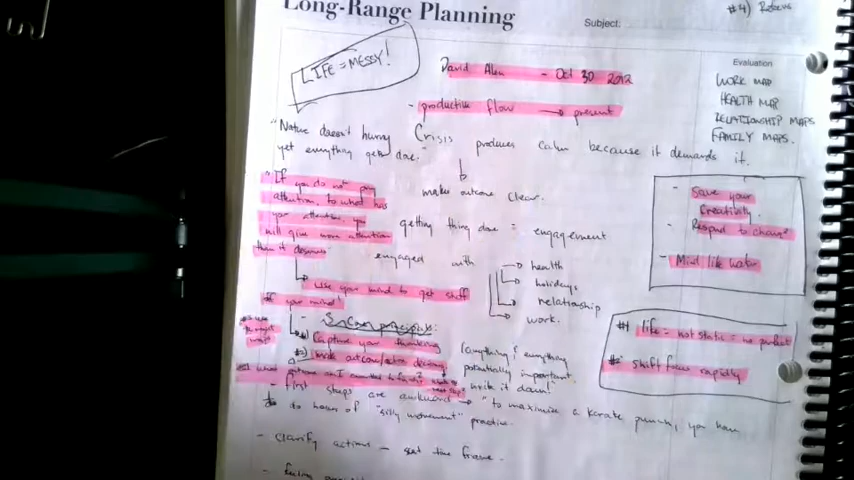 Long-Range Planning
Subject:
#4)
LIFE = MESSY!
David Allen - Oct 30 2012
Evaluation
WORK MAP
HEALTH MAP
RELATIONSHIP MAPS
FAMILY MAPS.
- productive flow → present
"Nature doesn't hurry
yet everything gets done."
Crisis produces calm because it demands it.
makes outcome clear.
"If
you do not pay
attention to what has
your attention, you
will give more attention
than it deserves
getting things done = engagement
engaged with
→ health
→ holidays
→ relationship
→ work.
- Save your
creativity.
- Respond to change
- Mind like water
→ use your mind to get stuff
off your mind!
#1 life = not static = no perfect
#2 shift focus rapidly
Capture your thinking
(anything & everything
potentially important.
write it down!
make outcome/action decisions
- first steps are awkward → "to maximize a karate punch, you have
to do hours of "silly movement" practice.
- clarify actions - set time frame.